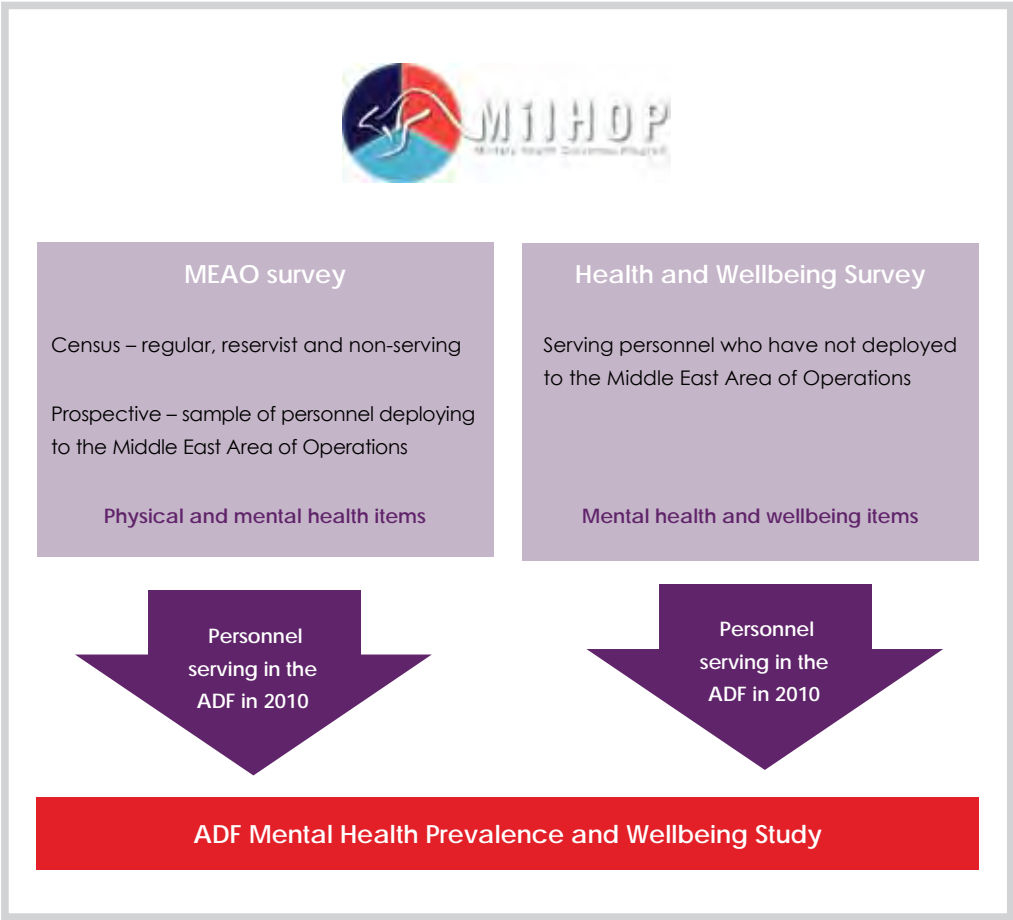 MilHOP
MEAO survey
Census – regular, reservist and non-serving
Prospective – sample of personnel deploying
to the Middle East Area of Operations
Physical and mental health items
Health and Wellbeing Survey
Serving personnel who have not deployed
to the Middle East Area of Operations
Mental health and wellbeing items
Personnel
serving in the
ADF in 2010
Personnel
serving in the
ADF in 2010
ADF Mental Health Prevalence and Wellbeing Study